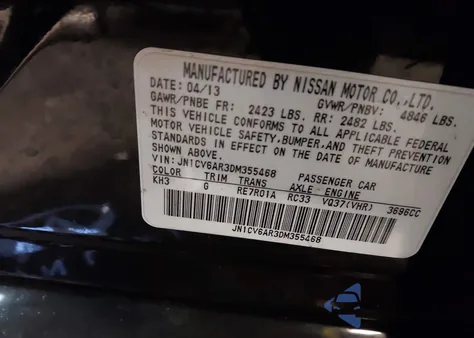 MANUFACTURED BY NISSAN MOTOR CO.,LTD.
DATE: 04/13 GVWR/PNBV: 4846 LBS.
GAWR/PNBE FR: 2423 LBS. RR: 2482 LBS.
THIS VEHICLE CONFORMS TO ALL APPLICABLE FEDERAL
MOTOR VEHICLE SAFETY, BUMPER, AND THEFT PREVENTION
STANDARDS IN EFFECT ON THE DATE OF MANUFACTURE
SHOWN ABOVE.
VIN: JN1CV6AR3DM355468 PASSENGER CAR
COLOR TRIM TRANS AXLE ENGINE
KH3 G RE7R01A RC33 VQ37(VHR) 3696CC
JN1CV6AR3DM355468